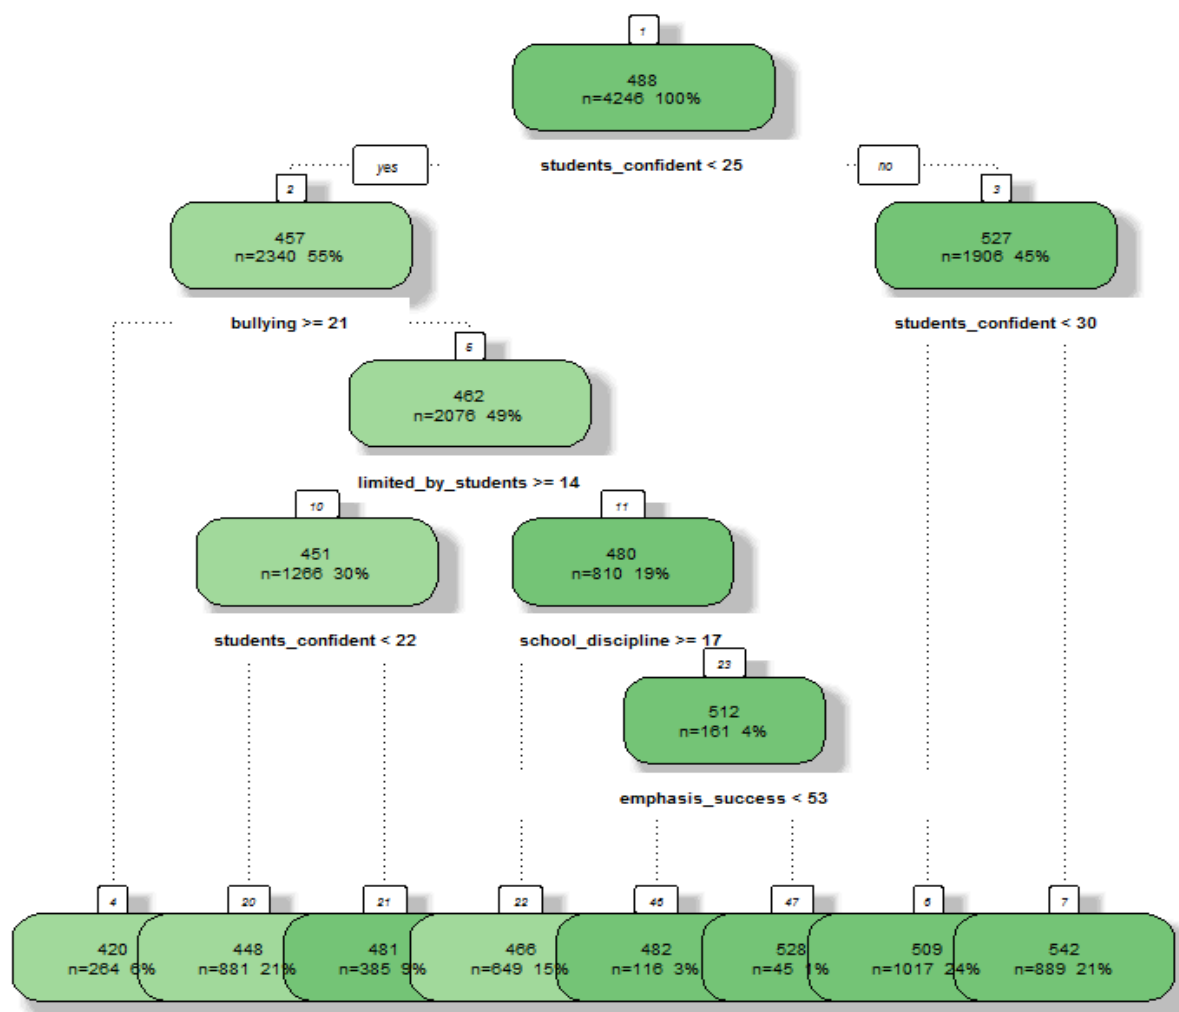 1
488
n=4246 100%
yes
students_confident < 25
no
2
3
457
n=2340 55%
527
n=1906 45%
bullying >= 21
students_confident < 30
5
462
n=2076 49%
limited_by_students >= 14
10
11
451
n=1266 30%
480
n=810 19%
students_confident < 22
school_discipline >= 17
23
512
n=161 4%
emphasis_success < 53
4
20
21
22
46
47
6
7
420
n=264 6%
448
n=881 21%
481
n=385 9%
466
n=649 15%
482
n=116 3%
528
n=45 1%
509
n=1017 24%
542
n=889 21%